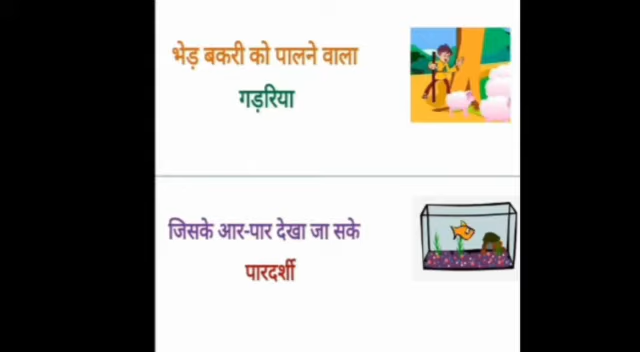 भेड़ बकरी को पालने वाला
गड़रिया
जिसके आर-पार देखा जा सके
पारदर्शी